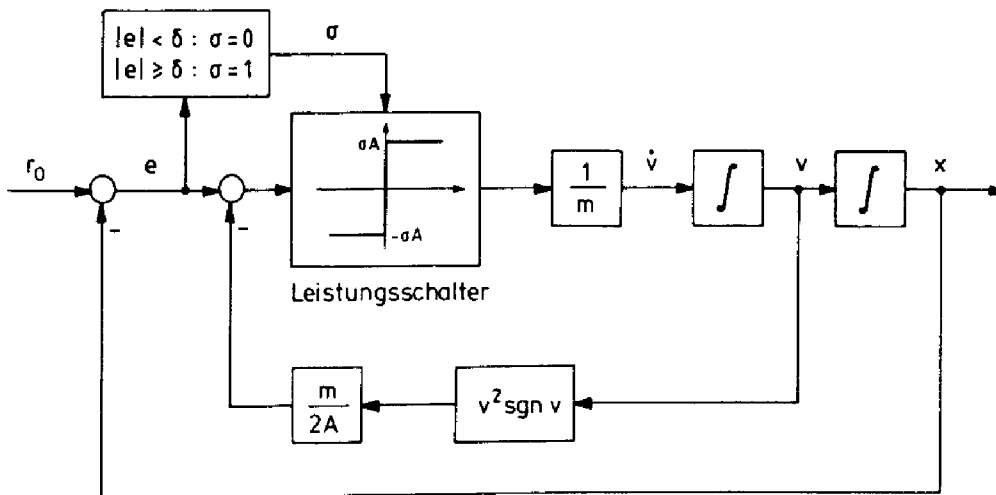 |e| < δ : σ = 0
|e| ⩾ δ : σ = 1
σ
σA
-σA
r₀
e
1
m
v̇
∫
v
∫
x
-
-
Leistungsschalter
m
2A
v² sgn v